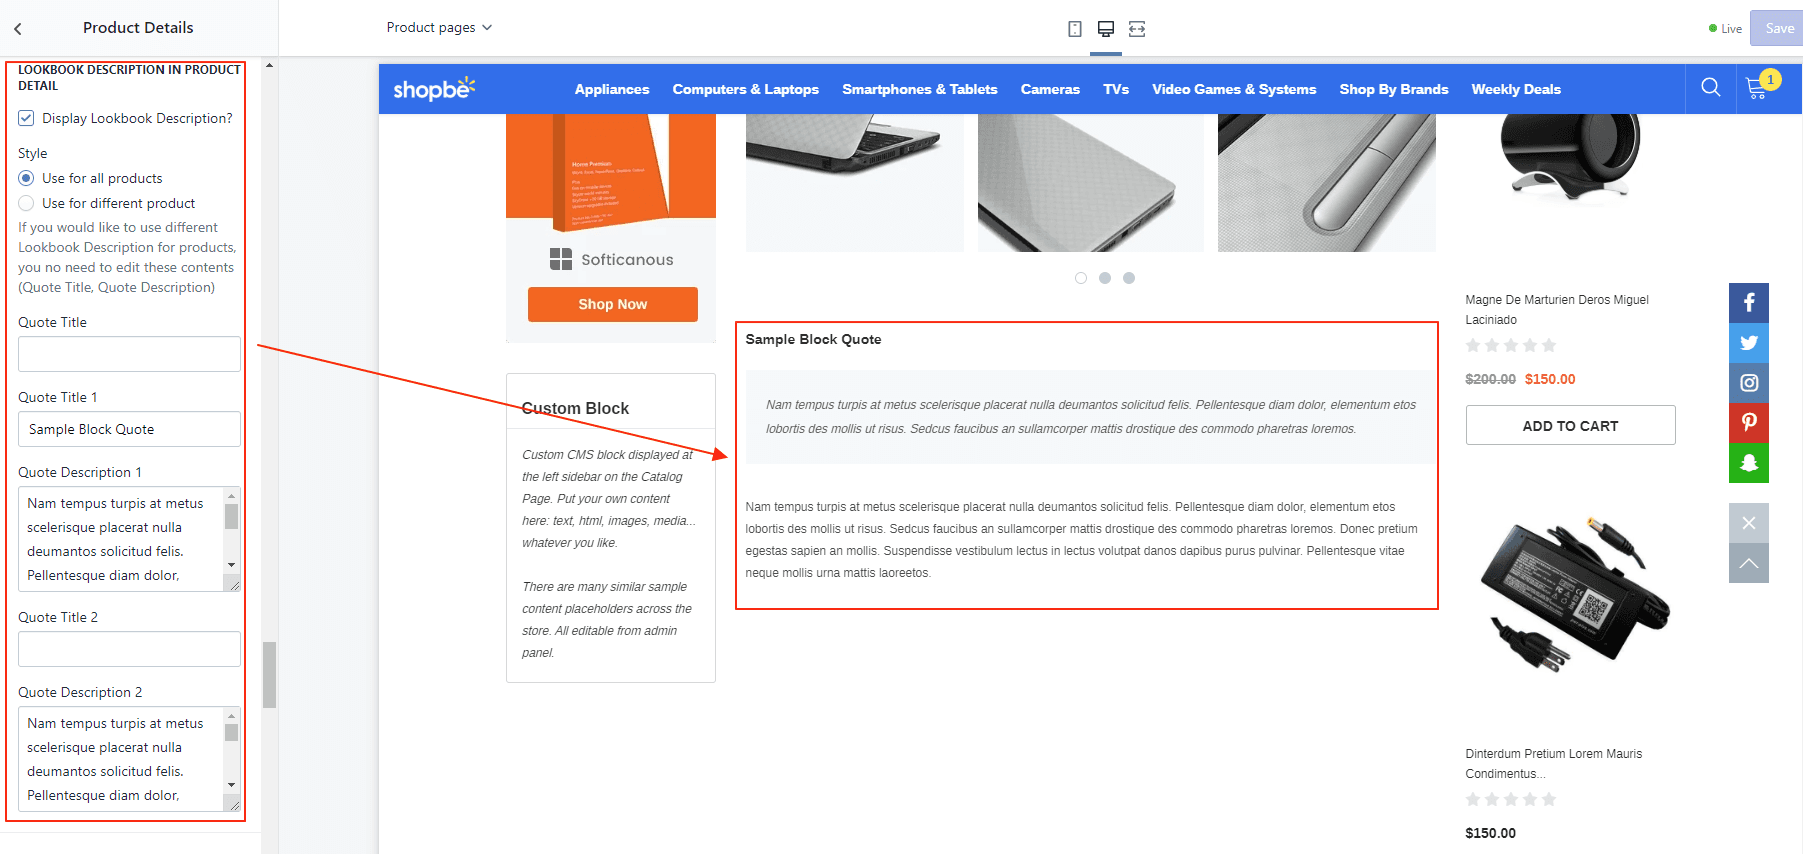 Product Details
Product pages
Live
Save
LOOKBOOK DESCRIPTION IN PRODUCT
DETAIL
Display Lookbook Description?
Style
Use for all products
Use for different product
If you would like to use different
Lookbook Description for products,
you no need to edit these contents
(Quote Title, Quote Description)
Quote Title
Quote Title 1
Sample Block Quote
Quote Description 1
Nam tempus turpis at metus
scelerisque placerat nulla
deumantos solicitud felis.
Pellentesque diam dolor,
Quote Title 2
Quote Description 2
Nam tempus turpis at metus
scelerisque placerat nulla
deumantos solicitud felis.
Pellentesque diam dolor,
shopbe
Appliances
Computers & Laptops
Smartphones & Tablets
Cameras
TVs
Video Games & Systems
Shop By Brands
Weekly Deals
1
Home Premium
Softicanous
Shop Now
Custom Block
Custom CMS block displayed at
the left sidebar on the Catalog
Page. Put your own content
here: text, html, images, media...
whatever you like.
There are many similar sample
content placeholders across the
store. All editable from admin
panel.
Sample Block Quote
Nam tempus turpis at metus scelerisque placerat nulla deumantos solicitud felis. Pellentesque diam dolor, elementum etos
lobortis des mollis ut risus. Sedcus faucibus an sullamcorper mattis drostique des commodo pharetras loremos.
Nam tempus turpis at metus scelerisque placerat nulla deumantos solicitud felis. Pellentesque diam dolor, elementum etos
lobortis des mollis ut risus. Sedcus faucibus an sullamcorper mattis drostique des commodo pharetras loremos. Donec pretium
egestas sapien an mollis. Suspendisse vestibulum lectus in lectus volutpat danos dapibus purus pulvinar. Pellentesque vitae
neque mollis urna mattis laoreetos.
Magne De Marturien Deros Miguel
Laciniado
$200.00 $150.00
ADD TO CART
Dinterdum Pretium Lorem Mauris
Condimentus...
$150.00